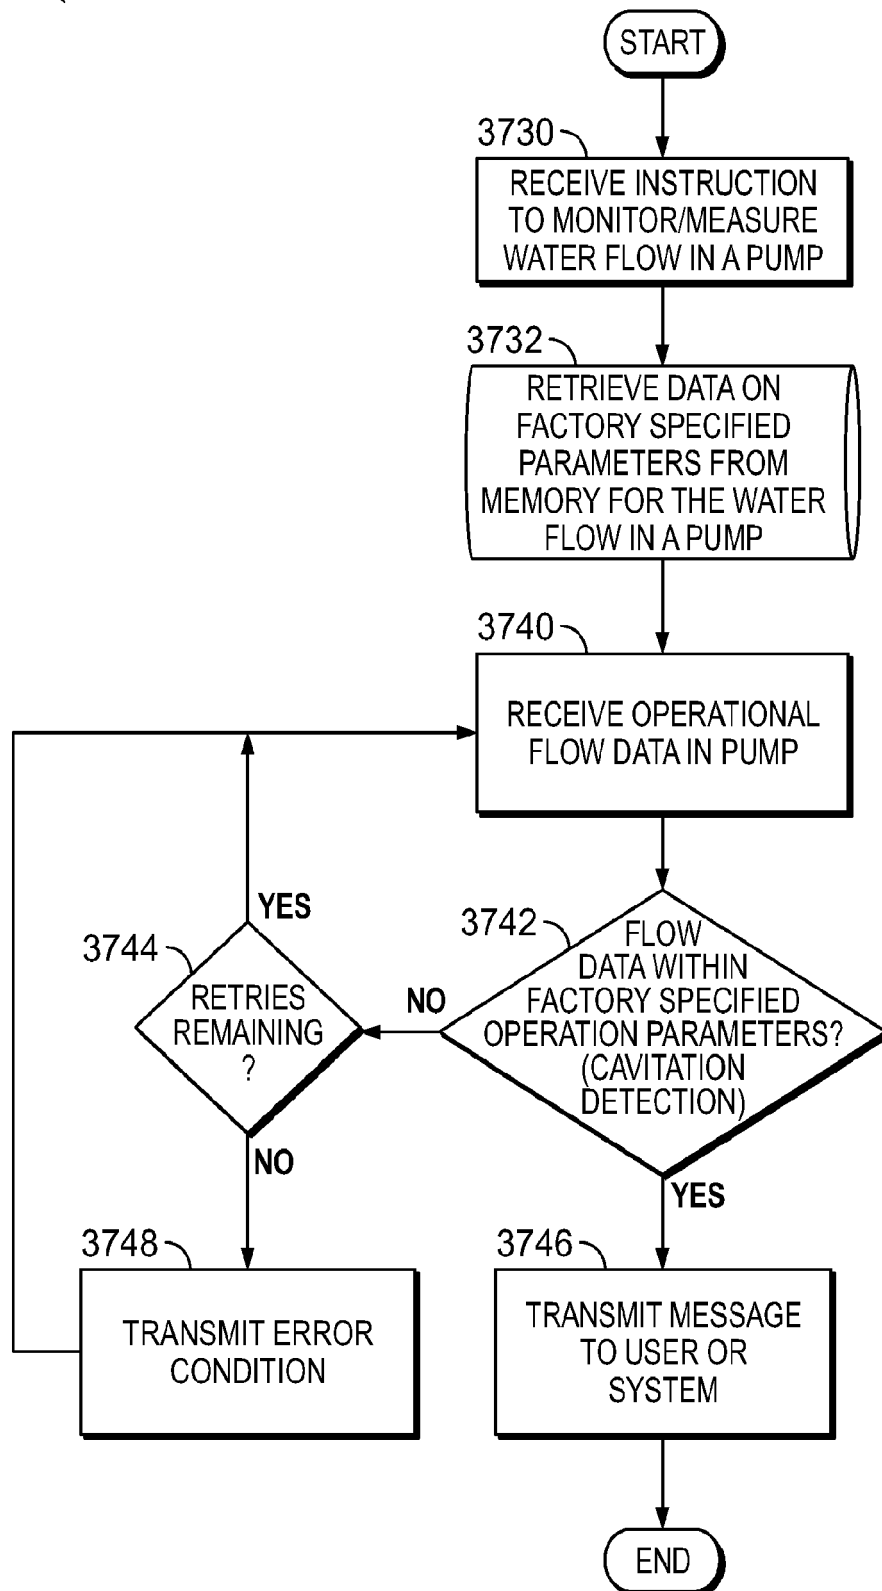 START
3730
RECEIVE INSTRUCTION
TO MONITOR/MEASURE
WATER FLOW IN A PUMP
3732
RETRIEVE DATA ON
FACTORY SPECIFIED
PARAMETERS FROM
MEMORY FOR THE WATER
FLOW IN A PUMP
3740
RECEIVE OPERATIONAL
FLOW DATA IN PUMP
3742
FLOW
DATA WITHIN
FACTORY SPECIFIED
OPERATION PARAMETERS?
(CAVITATION
DETECTION)
NO
YES
3744
RETRIES
REMAINING
?
YES
NO
3748
TRANSMIT ERROR
CONDITION
3746
TRANSMIT MESSAGE
TO USER OR
SYSTEM
END